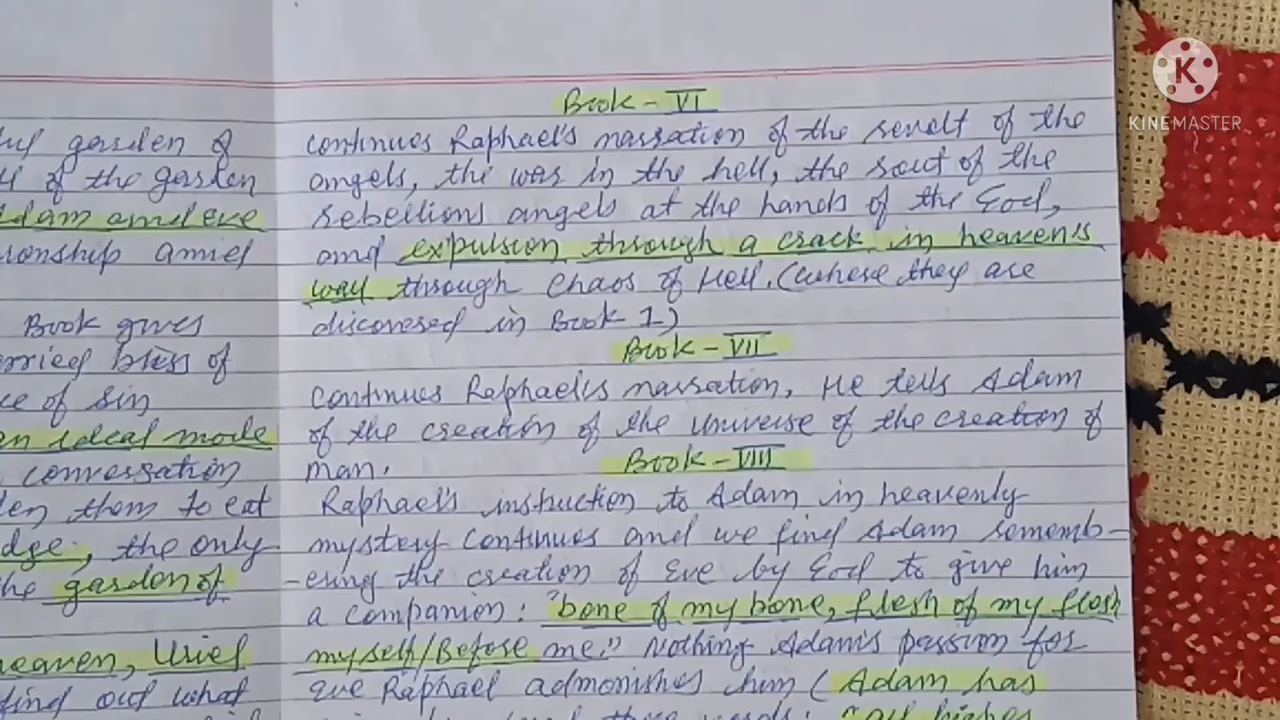 Book - VI
continues Raphael's narration of the revolt of the
angels, the war in the hell, the rout of the
rebellions angels at the hands of the God,
and expulsion through a crack in heaven's
wall through Chaos of Hell. (where they are
discovered in Book 1)
Book - VII
continues Raphael's narration, He tells Adam
of the creation of the universe of the creation of
man.
Book - VIII
Raphael's instruction to Adam in heavenly
mystery continues and we find Adam rememb-
-ering the creation of Eve by God to give him
a companion: "bone of my bone, flesh of my flesh
myself/Before me." Nothing Adam's passion for
Eve Raphael admonishes him (Adam has
words: "all higher
garden of
of the garden
Adam and Eve
amid
Book gives
bliss of
of sin
ideal mode
conversation
them to eat
the only
garden of
heaven, Uriel
out what
KINEMASTER